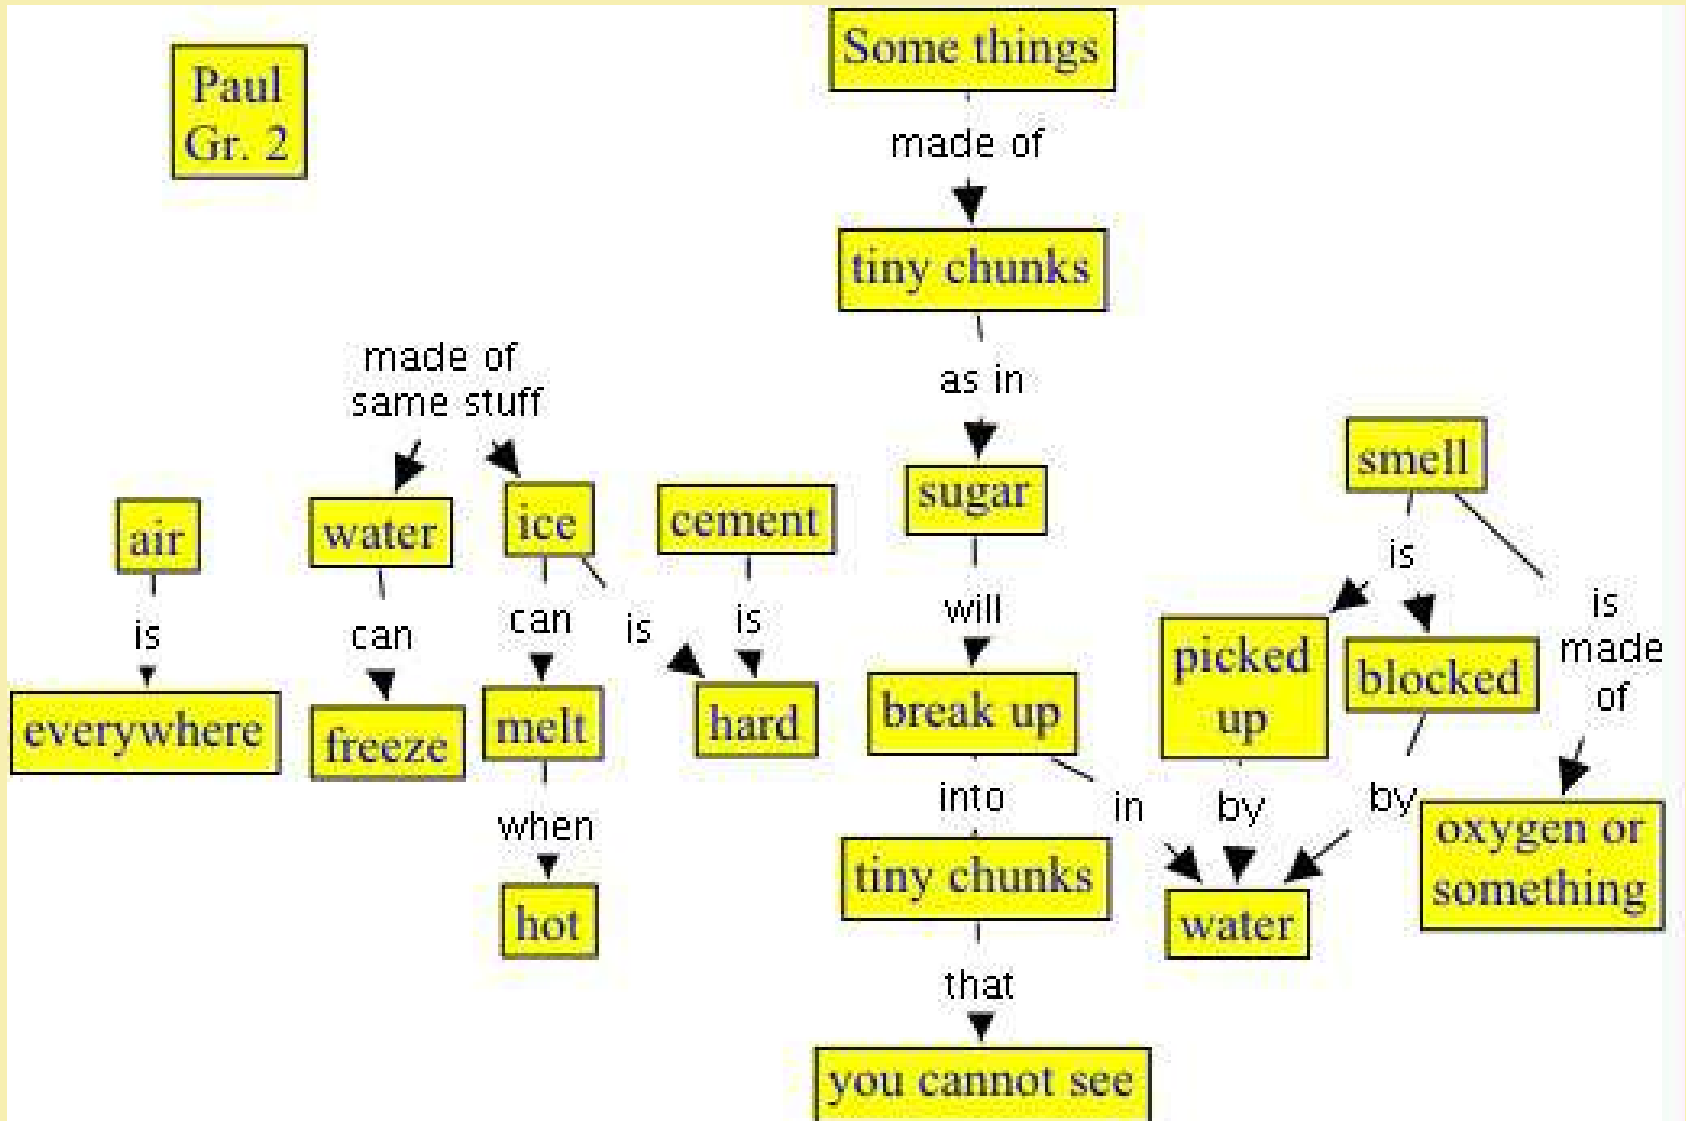 Paul
Gr. 2
Some things
made of
tiny chunks
as in
sugar
will
break up
into
in
tiny chunks
that
you cannot see
made of
same stuff
air
is
everywhere
water
can
freeze
ice
can
is
melt
when
hot
cement
is
hard
smell
is
picked
up
by
blocked
by
water
is
made
of
oxygen or
something